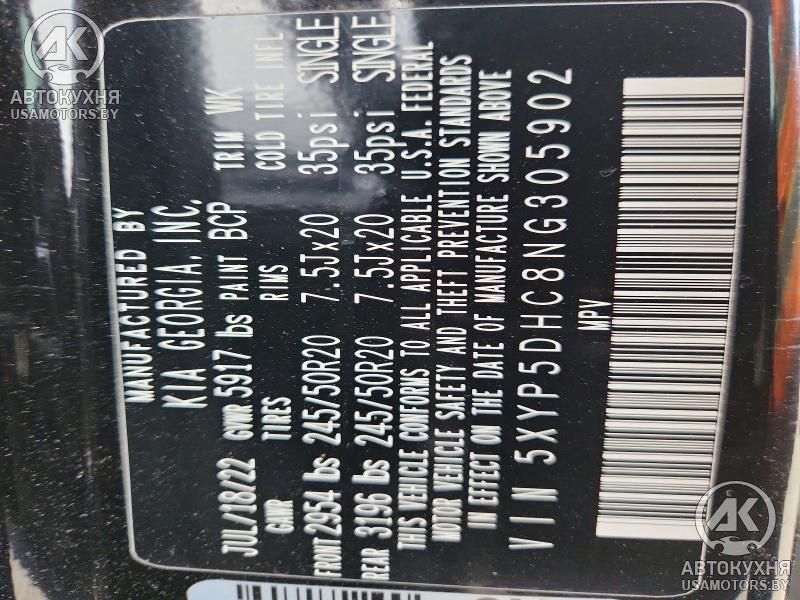 MANUFACTURED BY
KIA GEORGIA, INC.
JUL/18/22 GVWR 5917 lbs PAINT BCP TRIM WK
GAWR TIRES RIMS COLD TIRE INFL
FRONT 2954 lbs 245/50R20 7.5Jx20 35psi SINGLE
REAR 3196 lbs 245/50R20 7.5Jx20 35psi SINGLE
THIS VEHICLE CONFORMS TO ALL APPLICABLE U.S.A. FEDERAL
MOTOR VEHICLE SAFETY AND THEFT PREVENTION STANDARDS
IN EFFECT ON THE DATE OF MANUFACTURE SHOWN ABOVE
VIN 5XYP5DHC8NG305902
MPV
АК
АВТОКУХНЯ
USAMOTORS.BY
АК
АВТОКУХНЯ
USAMOTORS.BY